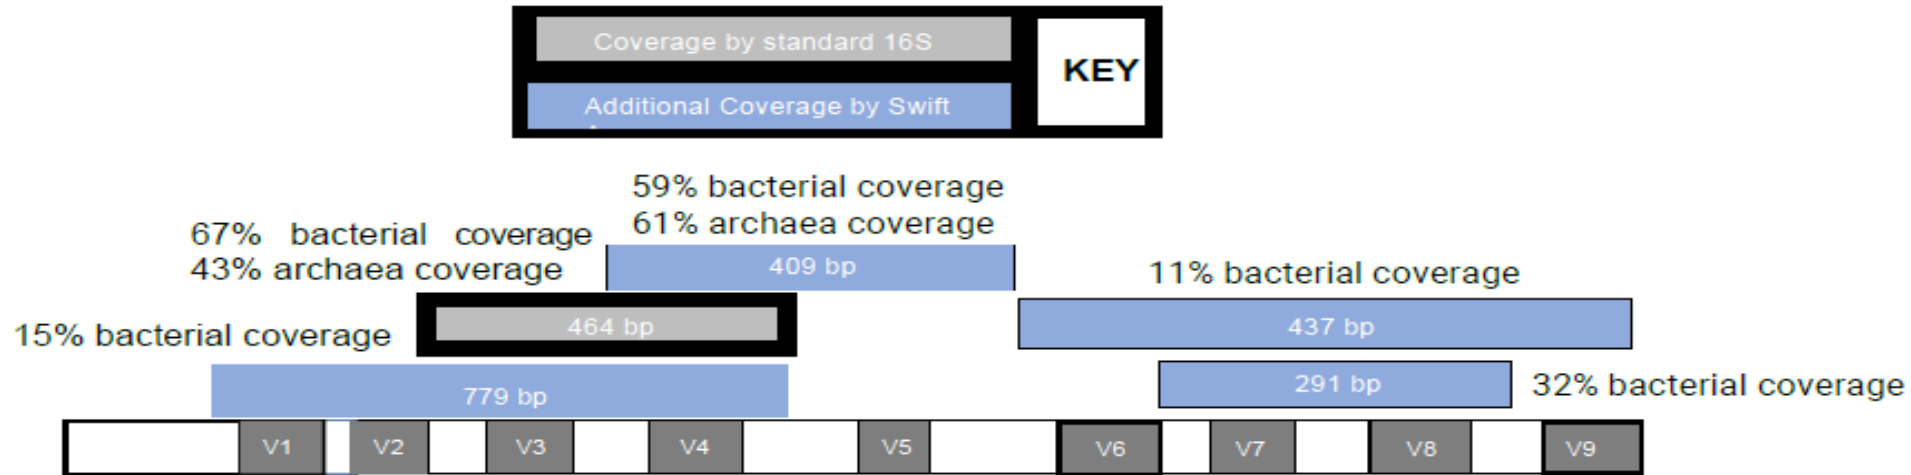 Coverage by standard 16S
KEY
Additional Coverage by Swift
59% bacterial coverage
61% archaea coverage
67% bacterial coverage
43% archaea coverage
409 bp
11% bacterial coverage
464 bp
437 bp
15% bacterial coverage
779 bp
291 bp
32% bacterial coverage
V1 V2 V3 V4 V5 V6 V7 V8 V9